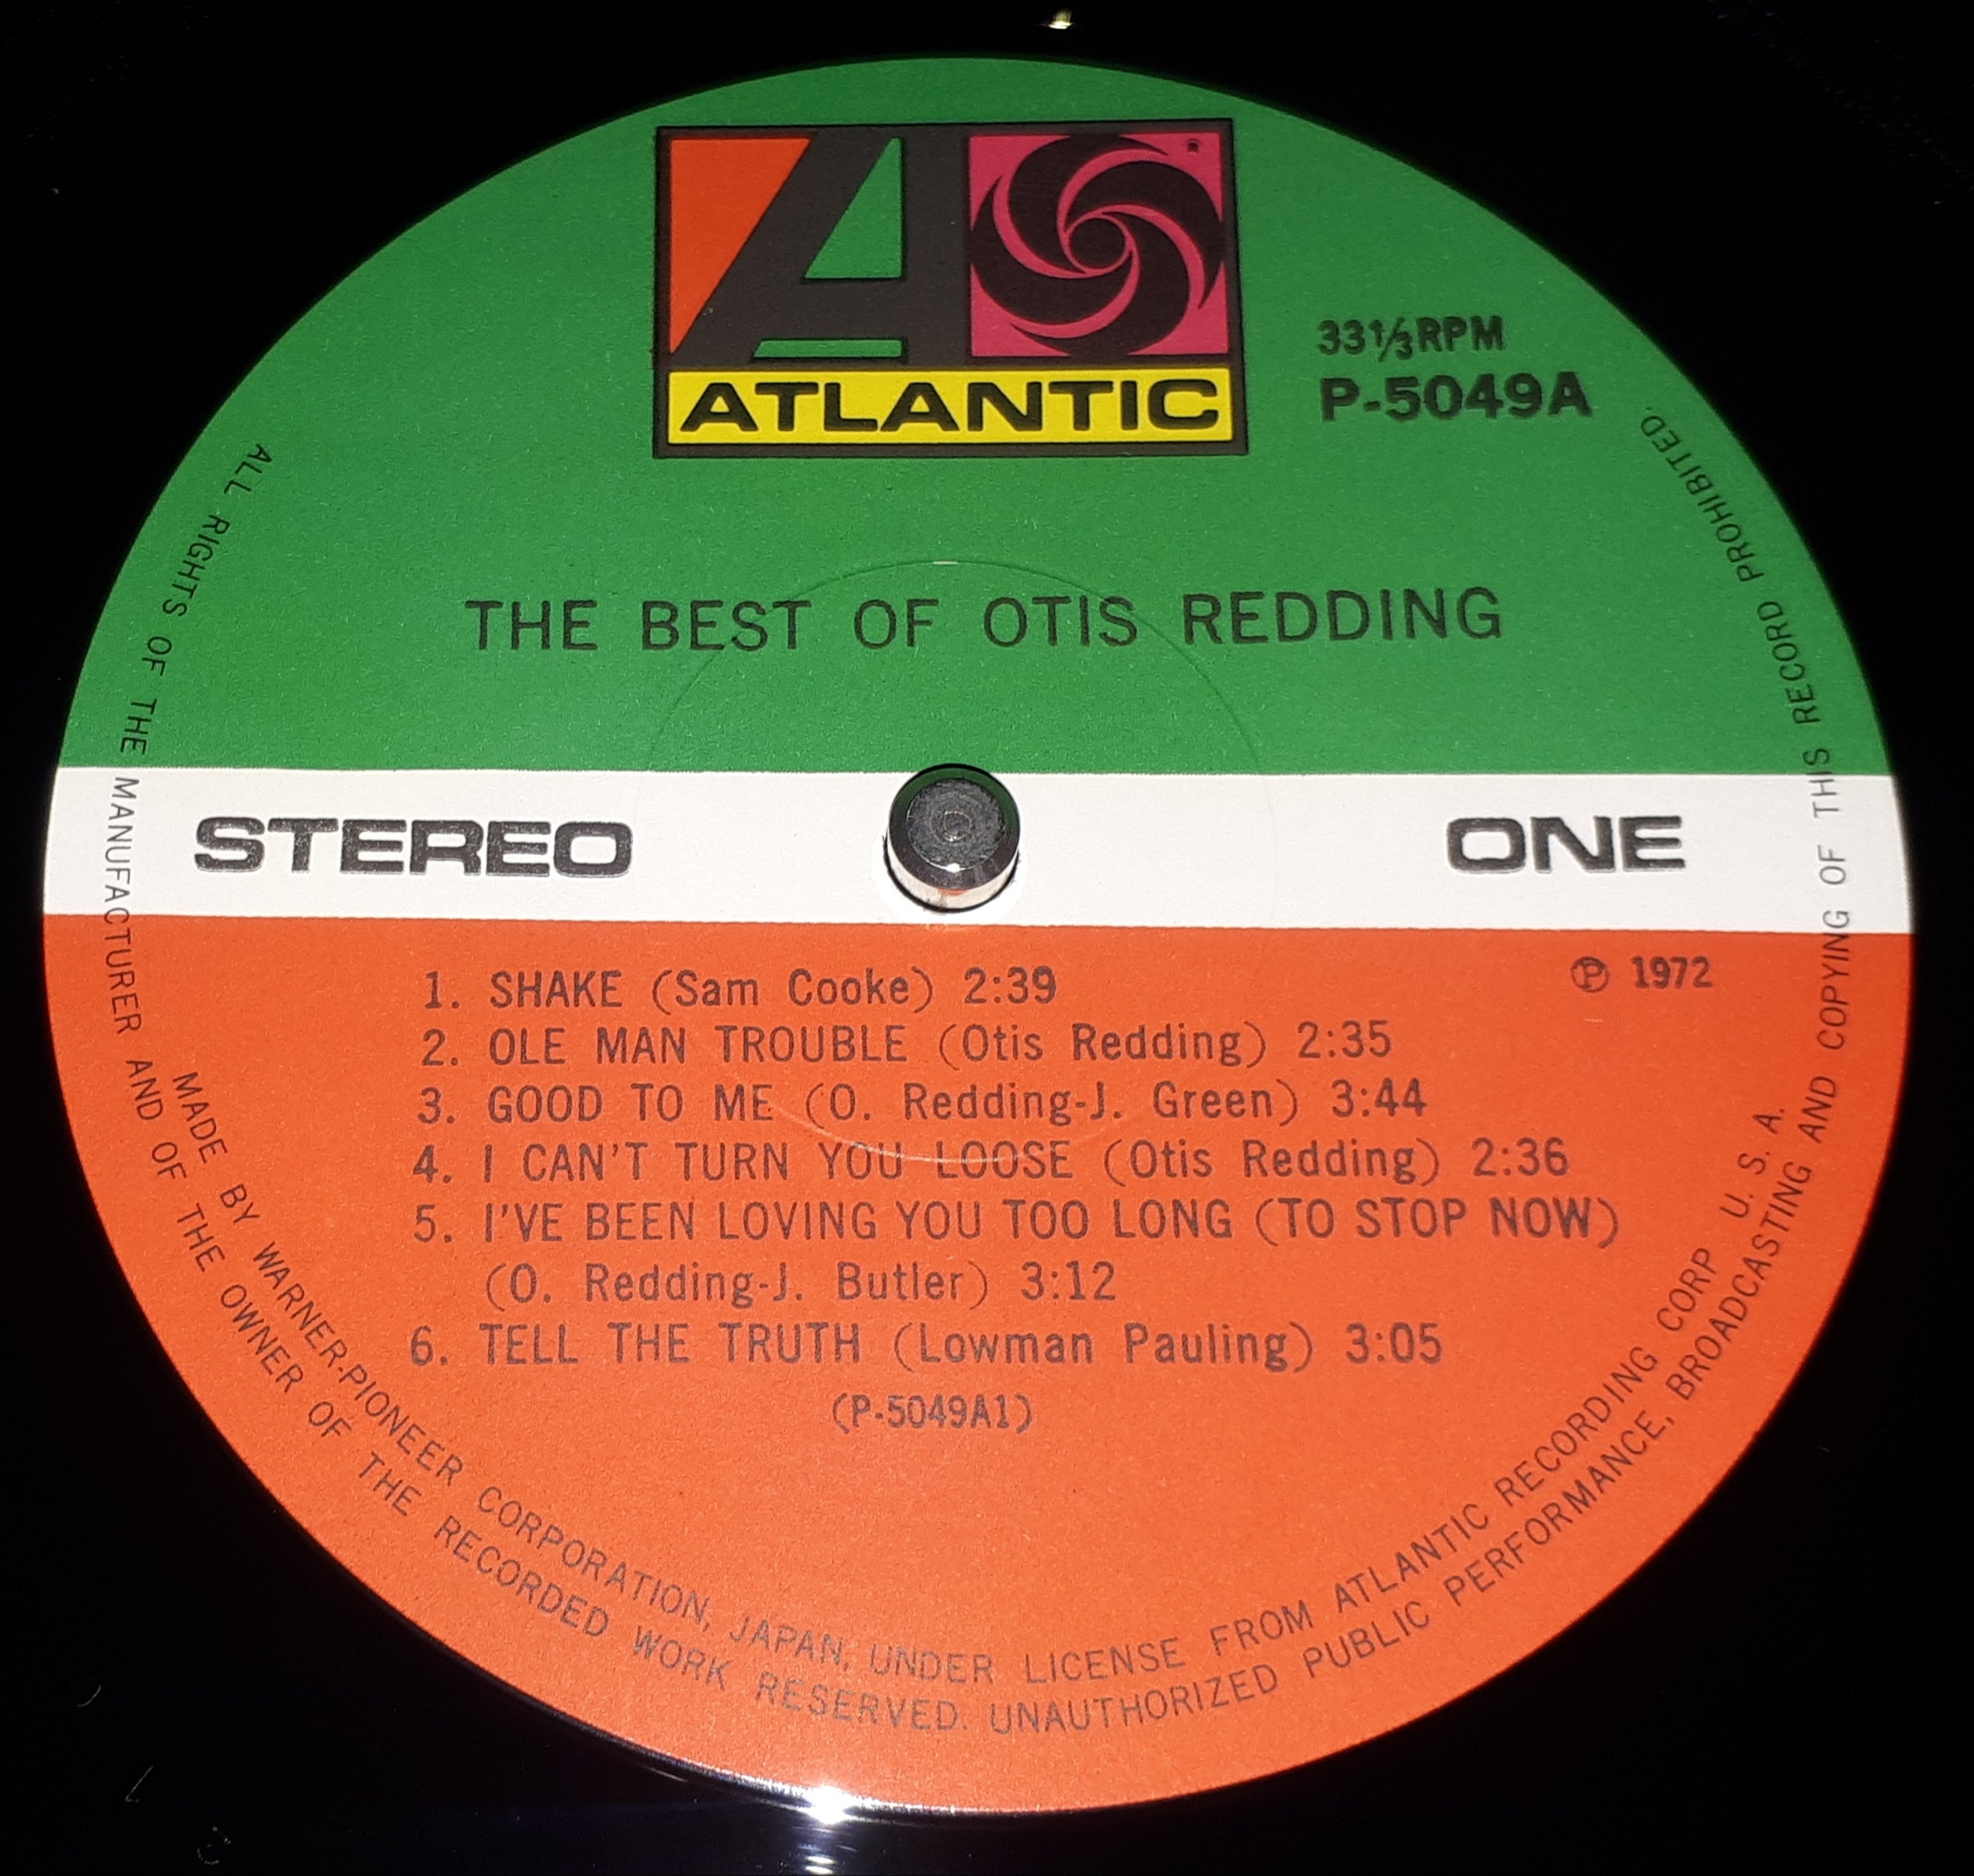 ATLANTIC
®
33⅓RPM
P-5049A
THE BEST OF OTIS REDDING
STEREO
ONE
℗ 1972
1. SHAKE (Sam Cooke) 2:39
2. OLE MAN TROUBLE (Otis Redding) 2:35
3. GOOD TO ME (O. Redding-J. Green) 3:44
4. I CAN'T TURN YOU LOOSE (Otis Redding) 2:36
5. I'VE BEEN LOVING YOU TOO LONG (TO STOP NOW)
(O. Redding-J. Butler) 3:12
6. TELL THE TRUTH (Lowman Pauling) 3:05
(P-5049A1)
MADE BY WARNER-PIONEER CORPORATION, JAPAN, UNDER LICENSE FROM ATLANTIC RECORDING CORP U. S. A.
ALL RIGHTS OF THE MANUFACTURER AND OF THE OWNER OF THE RECORDED WORK RESERVED. UNAUTHORIZED PUBLIC PERFORMANCE, BROADCASTING AND COPYING OF THIS RECORD PROHIBITED.